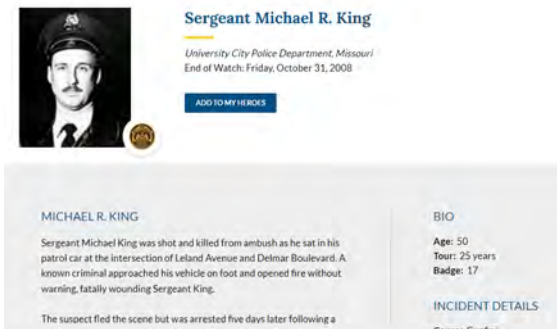 Sergeant Michael R. King
University City Police Department, Missouri
End of Watch: Friday, October 31, 2008
ADD TO MY HEROES
MICHAEL R. KING
Sergeant Michael King was shot and killed from ambush as he sat in his
patrol car at the intersection of Leland Avenue and Delmar Boulevard. A
known criminal approached his vehicle on foot and opened fire without
warning, fatally wounding Sergeant King.
The suspect fled the scene but was arrested five days later following a
BIO
Age: 50
Tour: 25 years
Badge: 17
INCIDENT DETAILS